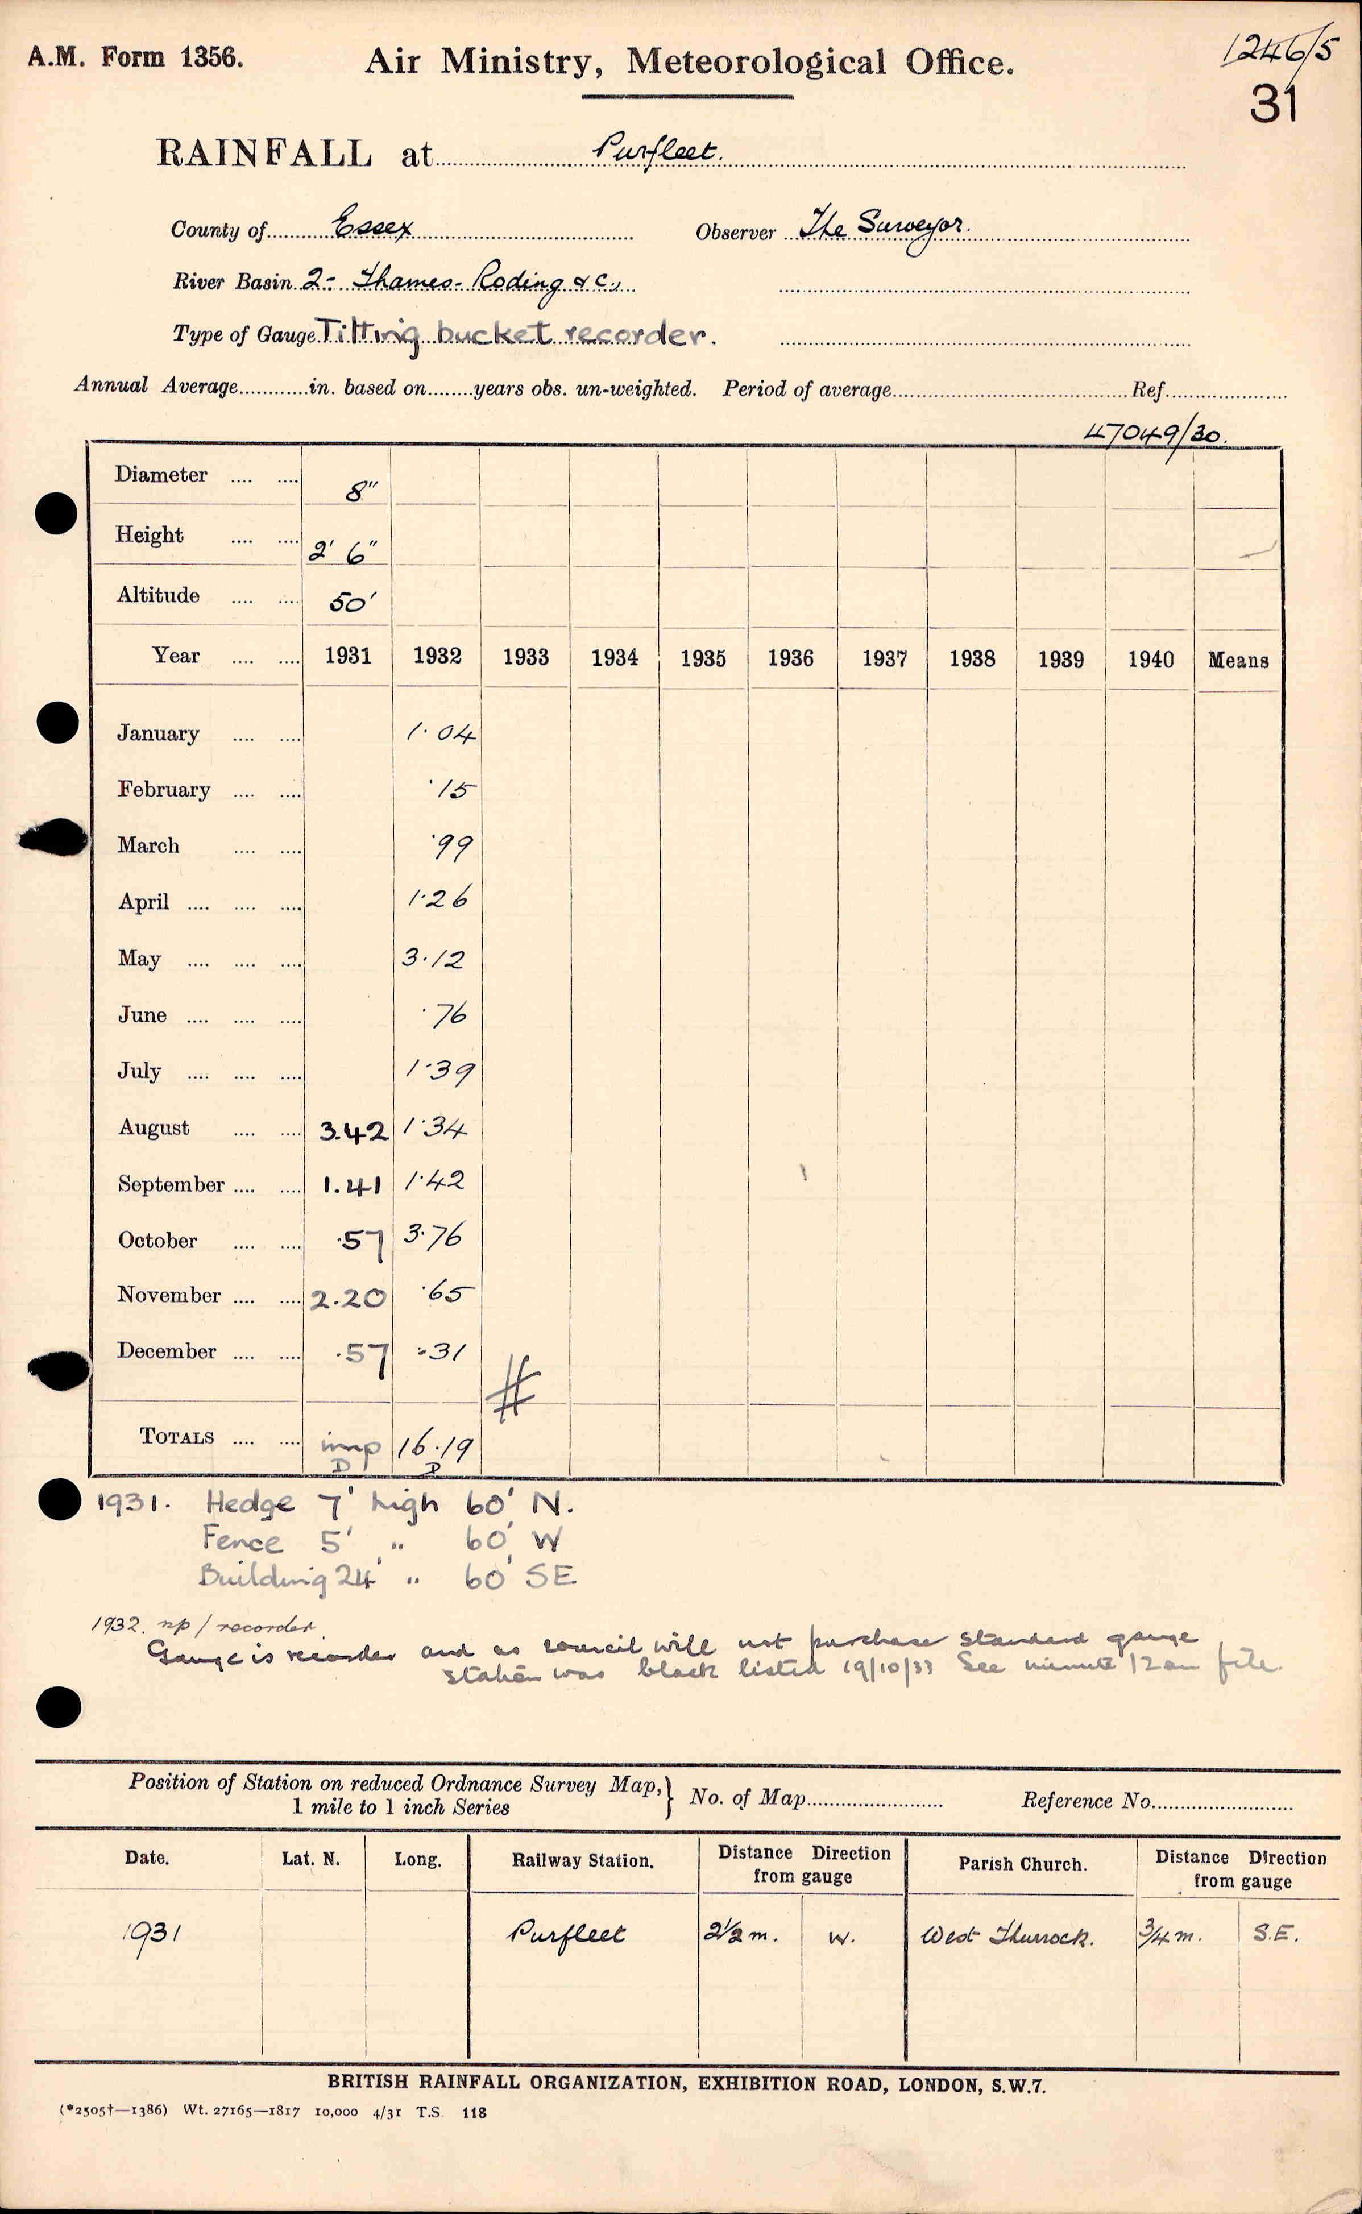 A.M. Form 1356. Air Ministry, Meteorological Office. 1246/5
31
RAINFALL at Purfleet.
County of Essex Observer The Surveyor.
River Basin 2- Thames-Roding &c.,
Type of Gauge Tilting bucket recorder.
Annual Average in. based on years obs. un-weighted. Period of average Ref.
47049/30.
Diameter 8"
Height 2' 6"
Altitude 50'
Year 1931 1932 1933 1934 1935 1936 1937 1938 1939 1940 Means
January 1.04
February .15
March .99
April 1.26
May 3.12
June .76
July 1.39
August 3.42 1.34
September 1.41 1.42
October .57 3.76
November 2.20 .65
December .57 .31
#
TOTALS imp 16.19
D D
1931. Hedge 7' high 60' N.
Fence 5' " 60' W
Building 24' " 60' SE
1932. np / recorder
Gauge is recorder and as council will not purchase standard gauge
station was black listed 19/10/33 See minute 12 on file.
Position of Station on reduced Ordnance Survey Map, } No. of Map Reference No.
1 mile to 1 inch Series
Date. Lat. N. Long. Railway Station. Distance Direction from gauge Parish Church. Distance Direction from gauge
1931 Purfleet 2½ m. W. West Thurrock. ¾ m. S.E.
BRITISH RAINFALL ORGANIZATION, EXHIBITION ROAD, LONDON, S.W.7.
(*2505†—1386) Wt. 27165—1817 10,000 4/31 T.S. 118